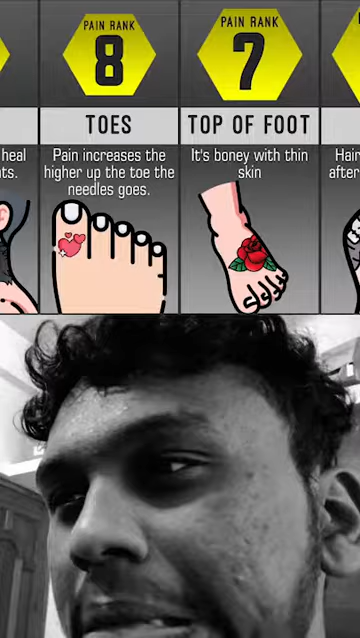 PAIN RANK
8
PAIN RANK
7
TOES
TOP OF FOOT
heal
Pain increases the
higher up the toe the
needles goes.
It's boney with thin
skin
Hair
after